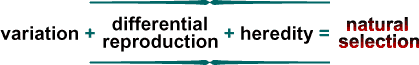 variation + differential reproduction + heredity = natural selection